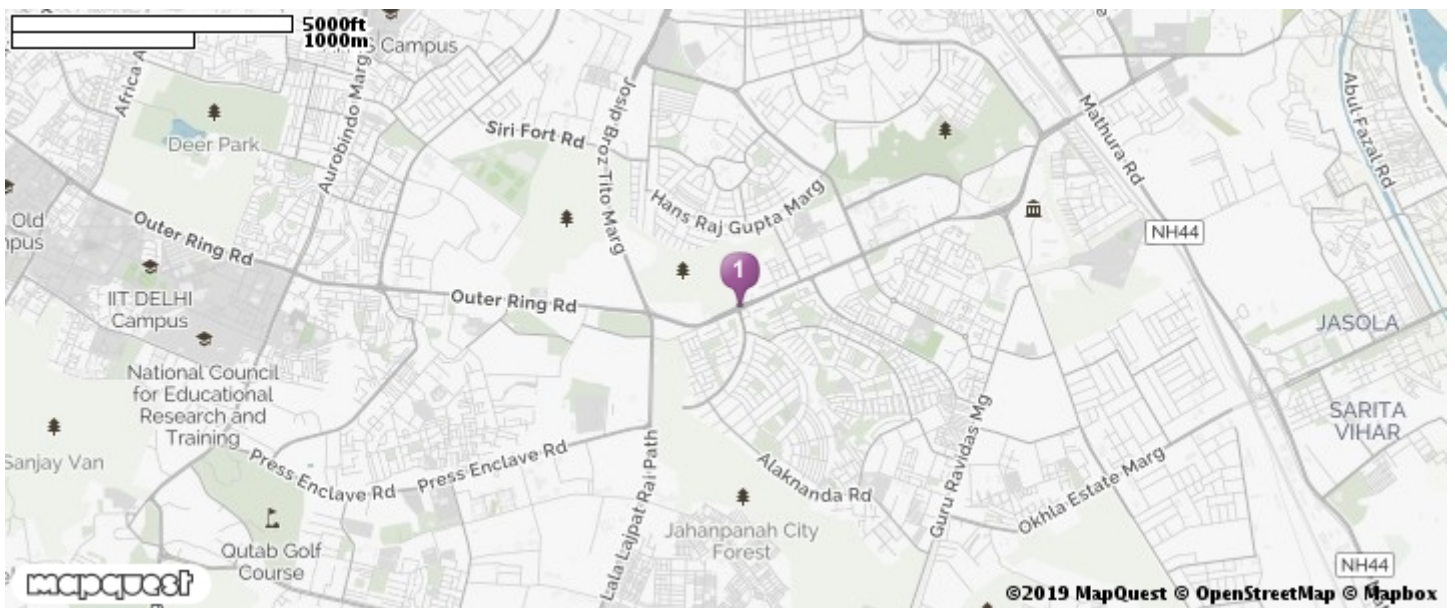 5000ft
1000m
Campus
Africa A
Aurobindo Marg
Deer Park
Siri Fort Rd
Josip Broz Tito Marg
Hans Raj Gupta Marg
Mathura Rd
Abul Fazal Rd
Old
Outer Ring Rd
NH44
1
IIT DELHI
Campus
Outer Ring Rd
JASOLA
National Council
for Educational
Research and
Training
SARITA
VIHAR
Sanjay Van
Press Enclave Rd
Press Enclave Rd
Lala Lajpat Rai Path
Alaknanda Rd
Guru Ravidas Mg
Okhla Estate Marg
Jahanpanah City
Forest
Qutab Golf
Course
NH44
mapquest
©2019 MapQuest © OpenStreetMap © Mapbox